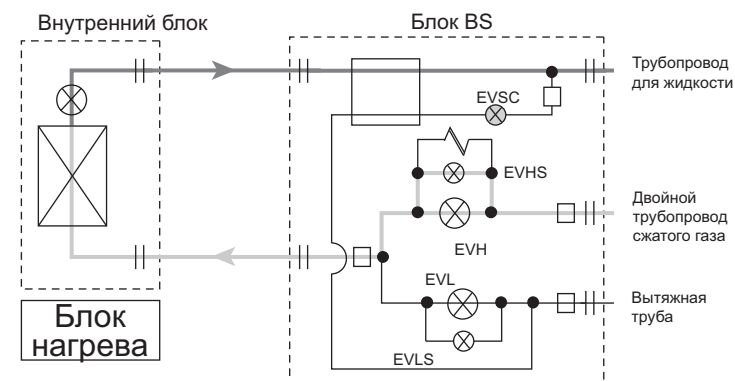 Внутренний блок
Блок BS
Трубопровод
для жидкости
EVSC
EVHS
Двойной
трубопровод
сжатого газа
EVH
EVL
Вытяжная
труба
Блок
нагрева
EVLS